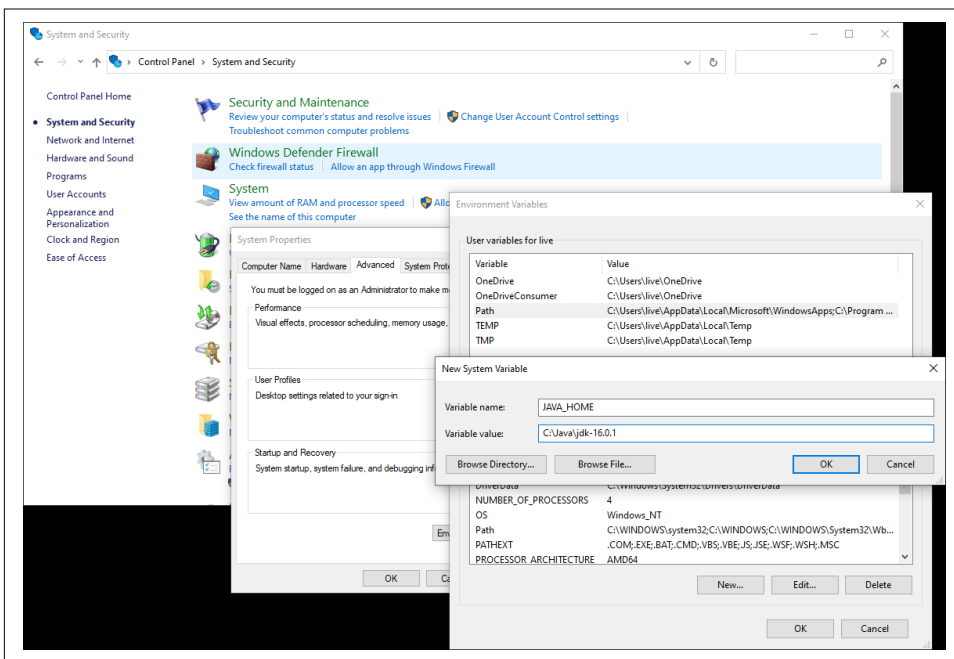 System and Security
Control Panel > System and Security
Control Panel Home
System and Security
Network and Internet
Hardware and Sound
Programs
User Accounts
Appearance and
Personalization
Clock and Region
Ease of Access
Security and Maintenance
Review your computer's status and resolve issues
Change User Account Control settings
Troubleshoot common computer problems
Windows Defender Firewall
Check firewall status
Allow an app through Windows Firewall
System
View amount of RAM and processor speed
See the name of this computer
System Properties
Computer Name Hardware Advanced System
You must be logged on as an Administrator to make
Performance
Visual effects, processor scheduling, memory usage,
User Profiles
Desktop settings related to your sign-in
Startup and Recovery
System startup, system failure, and debugging
OK
Environment Variables
User variables for live
Variable Value
OneDrive C:\Users\live\OneDrive
OneDriveConsumer C:\Users\live\OneDrive
Path C:\Users\live\AppData\Local\Microsoft\WindowsApps;C:\Program ...
TEMP C:\Users\live\AppData\Local\Temp
TMP C:\Users\live\AppData\Local\Temp
New System Variable
Variable name: JAVA_HOME
Variable value: C:\Java\jdk-16.0.1
Browse Directory... Browse File... OK Cancel
DriverData C:\Windows\System32\Drivers\DriverData
NUMBER_OF_PROCESSORS 4
OS Windows_NT
Path C:\WINDOWS\system32;C:\WINDOWS;C:\WINDOWS\System32\Wb...
PATHEXT .COM;.EXE;.BAT;.CMD;.VBS;.VBE;.JS;.JSE;.WSF;.WSH;.MSC
PROCESSOR_ARCHITECTURE AMD64
New... Edit... Delete
OK Cancel